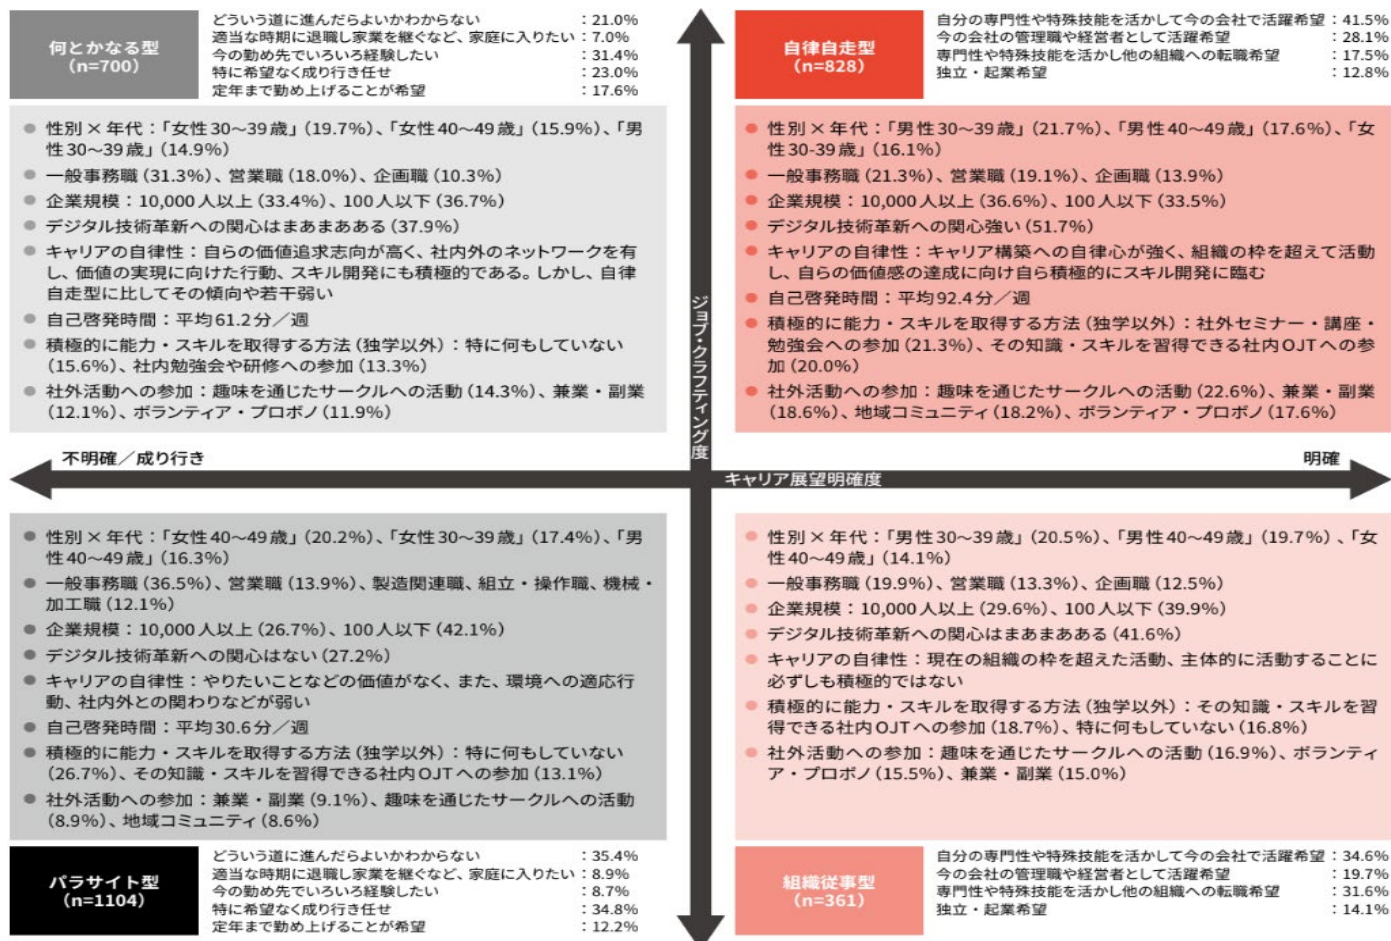 何とかなる型
(n=700)
どういう道に進んだらよいかわからない ：21.0%
適当な時期に退職し家業を継ぐなど、家庭に入りたい：7.0%
今の勤め先でいろいろ経験したい ：31.4%
特に希望なく成り行き任せ ：23.0%
定年まで勤め上げることが希望 ：17.6%
● 性別×年代：「女性30～39歳」（19.7%）、「女性40～49歳」（15.9%）、「男
性30～39歳」（14.9%）
● 一般事務職（31.3%）、営業職（18.0%）、企画職（10.3%）
● 企業規模：10,000人以上（33.4%）、100人以下（36.7%）
● デジタル技術革新への関心はまあまあある（37.9%）
● キャリアの自律性：自らの価値追求志向が高く、社内外のネットワークを有
し、価値の実現に向けた行動、スキル開発にも積極的である。しかし、自律
自走型に比してその傾向や若干弱い
● 自己啓発時間：平均61.2分／週
● 積極的に能力・スキルを取得する方法（独学以外）：特に何もしていない
（15.6%）、社内勉強会や研修への参加（13.3%）
● 社外活動への参加：趣味を通じたサークルへの活動（14.3%）、兼業・副業
（12.1%）、ボランティア・プロボノ（11.9%）
自律自走型
(n=828)
自分の専門性や特殊技能を活かして今の会社で活躍希望：41.5%
今の会社の管理職や経営者として活躍希望 ：28.1%
専門性や特殊技能を活かし他の組織への転職希望 ：17.5%
独立・起業希望 ：12.8%
● 性別×年代：「男性30～39歳」（21.7%）、「男性40～49歳」（17.6%）、「女
性30-39歳」（16.1%）
● 一般事務職（21.3%）、営業職（19.1%）、企画職（13.9%）
● 企業規模：10,000人以上（36.6%）、100人以下（33.5%）
● デジタル技術革新への関心強い（51.7%）
● キャリアの自律性：キャリア構築への自律心が強く、組織の枠を超えて活動
し、自らの価値感の達成に向け自ら積極的にスキル開発に臨む
● 自己啓発時間：平均92.4分／週
● 積極的に能力・スキルを取得する方法（独学以外）：社外セミナー・講座・
勉強会への参加（21.3%）、その知識・スキルを習得できる社内OJTへの参
加（20.0%）
● 社外活動への参加：趣味を通じたサークルへの活動（22.6%）、兼業・副業
（18.6%）、地域コミュニティ（18.2%）、ボランティア・プロボノ（17.6%）
ジョブ・クラフティング度
不明確／成り行き
明確
キャリア展望明確度
● 性別×年代：「女性40～49歳」（20.2%）、「女性30～39歳」（17.4%）、「男
性40～49歳」（16.3%）
● 一般事務職（36.5%）、営業職（13.9%）、製造関連職、組立・操作職、機械・
加工職（12.1%）
● 企業規模：10,000人以上（26.7%）、100人以下（42.1%）
● デジタル技術革新への関心はない（27.2%）
● キャリアの自律性：やりたいことなどの価値がなく、また、環境への適応行
動、社内外との関わりなどが弱い
● 自己啓発時間：平均30.6分／週
● 積極的に能力・スキルを取得する方法（独学以外）：特に何もしていない
（26.7%）、その知識・スキルを習得できる社内OJTへの参加（13.1%）
● 社外活動への参加：兼業・副業（9.1%）、趣味を通じたサークルへの活動
（8.9%）、地域コミュニティ（8.6%）
パラサイト型
(n=1104)
どういう道に進んだらよいかわからない ：35.4%
適当な時期に退職し家業を継ぐなど、家庭に入りたい：8.9%
今の勤め先でいろいろ経験したい ：8.7%
特に希望なく成り行き任せ ：34.8%
定年まで勤め上げることが希望 ：12.2%
● 性別×年代：「男性30～39歳」（20.5%）、「男性40～49歳」（19.7%）、「女
性40～49歳」（14.1%）
● 一般事務職（19.9%）、営業職（13.3%）、企画職（12.5%）
● 企業規模：10,000人以上（29.6%）、100人以下（39.9%）
● デジタル技術革新への関心はまあまあある（41.6%）
● キャリアの自律性：現在の組織の枠を超えた活動、主体的に活動することに
必ずしも積極的ではない
● 積極的に能力・スキルを取得する方法（独学以外）：その知識・スキルを習
得できる社内OJTへの参加（18.7%）、特に何もしていない（16.8%）
● 社外活動への参加：趣味を通じたサークルへの活動（16.9%）、ボランティ
ア・プロボノ（15.5%）、兼業・副業（15.0%）
組織従事型
(n=361)
自分の専門性や特殊技能を活かして今の会社で活躍希望：34.6%
今の会社の管理職や経営者として活躍希望 ：19.7%
専門性や特殊技能を活かし他の組織への転職希望 ：31.6%
独立・起業希望 ：14.1%